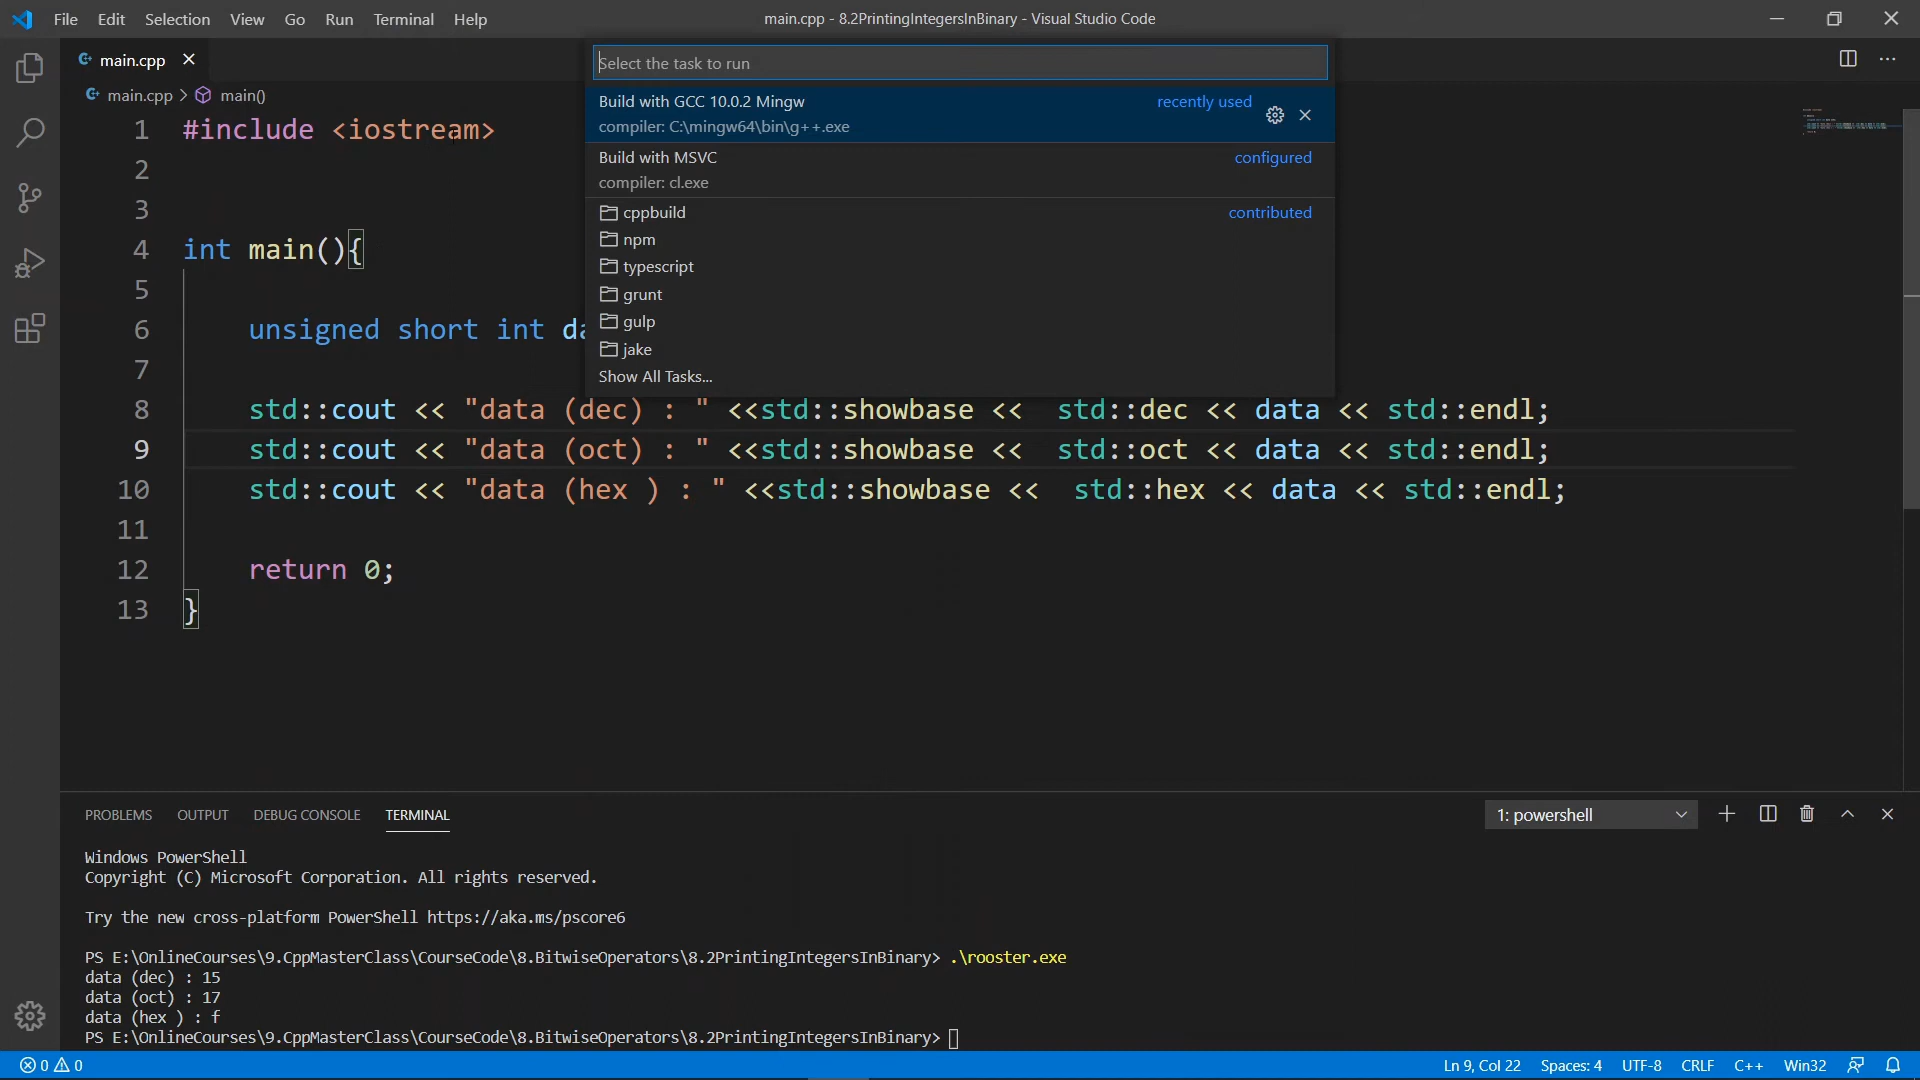 File Edit Selection View Go Run Terminal Help
main.cpp - 8.2PrintingIntegersInBinary - Visual Studio Code
main.cpp
main.cpp > main()
Select the task to run
Build with GCC 10.0.2 Mingw recently used
compiler: C:\mingw64\bin\g++.exe
Build with MSVC configured
compiler: cl.exe
cppbuild contributed
npm
typescript
grunt
gulp
jake
Show All Tasks...
1 #include <iostream>
2
3
4 int main(){
5
6 unsigned short int da
7
8 std::cout << "data (dec) : " <<std::showbase <<  std::dec << data << std::endl;
9 std::cout << "data (oct) : " <<std::showbase <<  std::oct << data << std::endl;
10 std::cout << "data (hex ) : " <<std::showbase <<  std::hex << data << std::endl;
11
12 return 0;
13 }
PROBLEMS OUTPUT DEBUG CONSOLE TERMINAL 1: powershell
Windows PowerShell
Copyright (C) Microsoft Corporation. All rights reserved.
Try the new cross-platform PowerShell https://aka.ms/pscore6
PS E:\OnlineCourses\9.CppMasterClass\CourseCode\8.BitwiseOperators\8.2PrintingIntegersInBinary> .\rooster.exe
data (dec) : 15
data (oct) : 17
data (hex ) : f
PS E:\OnlineCourses\9.CppMasterClass\CourseCode\8.BitwiseOperators\8.2PrintingIntegersInBinary>
0 0 Ln 9, Col 22 Spaces: 4 UTF-8 CRLF C++ Win32